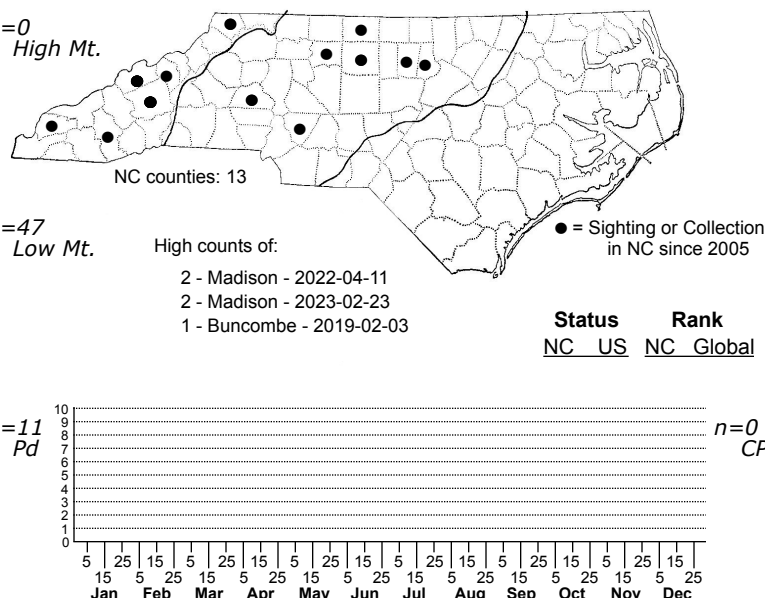 =0
High Mt.
NC counties: 13
=47
Low Mt.
● = Sighting or Collection
in NC since 2005
High counts of:
2 - Madison - 2022-04-11
2 - Madison - 2023-02-23
1 - Buncombe - 2019-02-03
Status Rank
NC US NC Global
=11
Pd
10
9
8
7
6
5
4
3
2
1
0
n=0
CP
5 25 15 5 25 15 5 25 15 5 25 15 5 25 15 5 25 15
15 5 25 15 5 25 15 5 25 15 5 25 15 5 25 15 5 25
Jan Feb Mar Apr May Jun Jul Aug Sep Oct Nov Dec